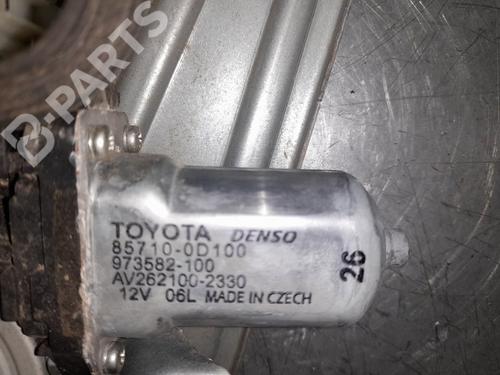 B-PARTS
TOYOTA DENSO
85710-0D100
973582-100
AV262100-2330
12V 06L MADE IN CZECH
26